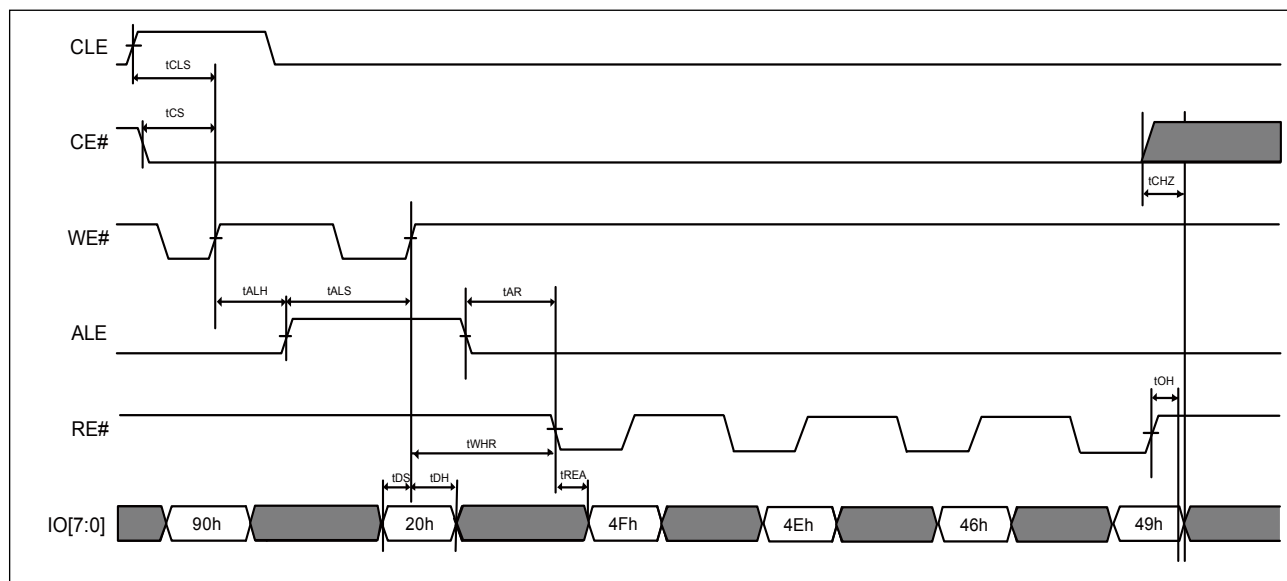 CLE
tCLS
tCS
CE#
tCHZ
WE#
tALH
tALS
tAR
ALE
tOH
RE#
tWHR
tREA
tDS
tDH
IO[7:0]
90h
20h
4Fh
4Eh
46h
49h